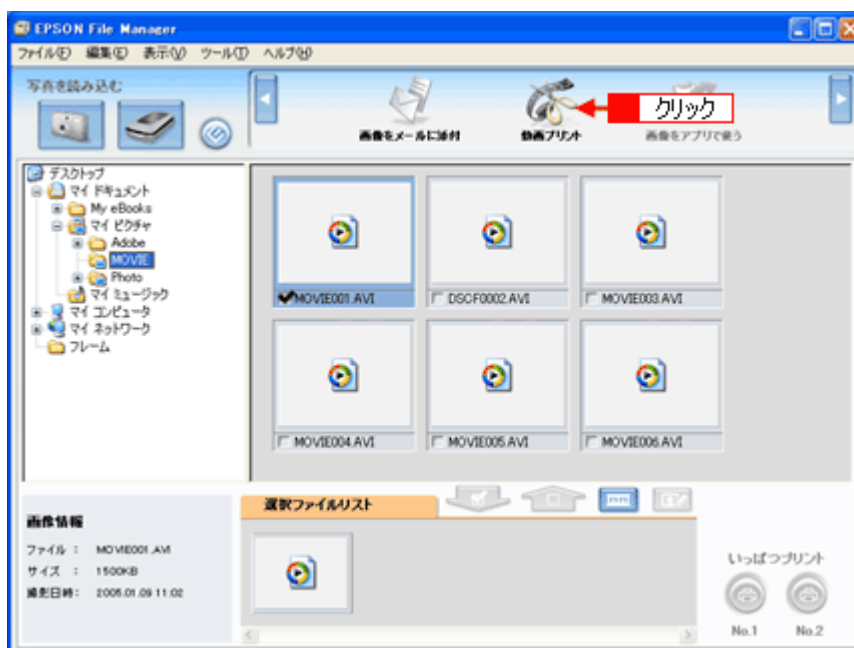 EPSON File Manager
ファイル(F) 編集(E) 表示(V) ツール(T) ヘルプ(H)
写真を読み込む
画像をメールに添付
動画プリント
クリック
画像をアプリで使う
デスクトップ
マイ ドキュメント
My eBooks
マイ ピクチャ
Adobe
MOVIE
Photo
マイ ミュージック
マイ コンピュータ
マイ ネットワーク
フレーム
MOVIE001.AVI
DSCF0002.AVI
MOVIE003.AVI
MOVIE004.AVI
MOVIE005.AVI
MOVIE006.AVI
画像情報
ファイル : MOVIE001.AVI
サイズ : 1500KB
撮影日時: 2005.01.09 11:02
選択ファイルリスト
いっぱつプリント
No.1 No.2